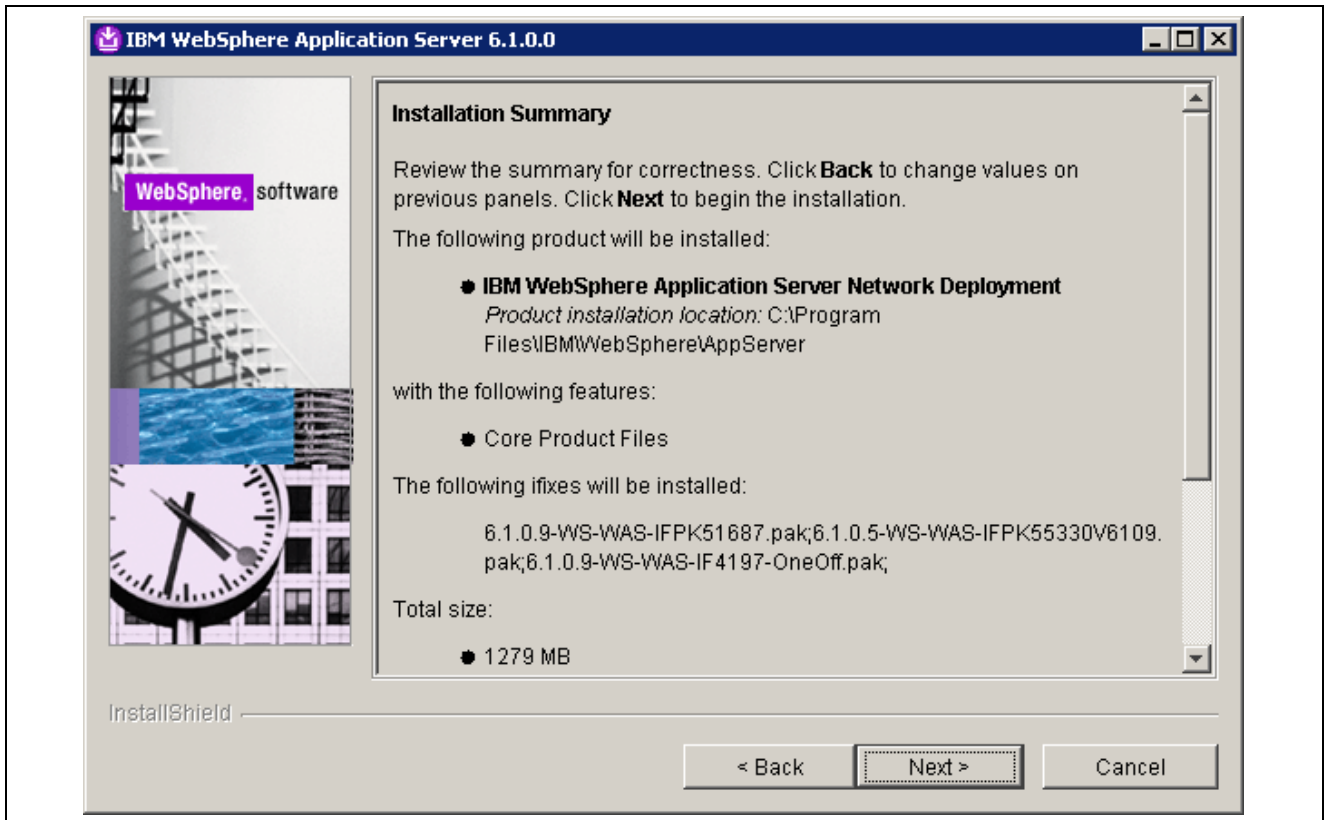 IBM WebSphere Application Server 6.1.0.0
WebSphere. software
Installation Summary
Review the summary for correctness. Click Back to change values on
previous panels. Click Next to begin the installation.
The following product will be installed:
IBM WebSphere Application Server Network Deployment
Product installation location: C:\Program
Files\IBM\WebSphere\AppServer
with the following features:
Core Product Files
The following ifixes will be installed:
6.1.0.9-WS-WAS-IFPK51687.pak;6.1.0.5-WS-WAS-IFPK55330V6109.
pak;6.1.0.9-WS-WAS-IF4197-OneOff.pak;
Total size:
1279 MB
InstallShield
< Back Next > Cancel